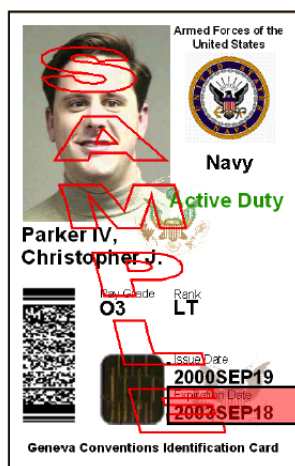 Armed Forces of the
United States
Navy
Active Duty
Parker IV,
Christopher J.
Pay Grade
O3
Rank
LT
Issue Date
2000SEP19
Expiration Date
2003SEP18
Geneva Conventions Identification Card
SAMPLE